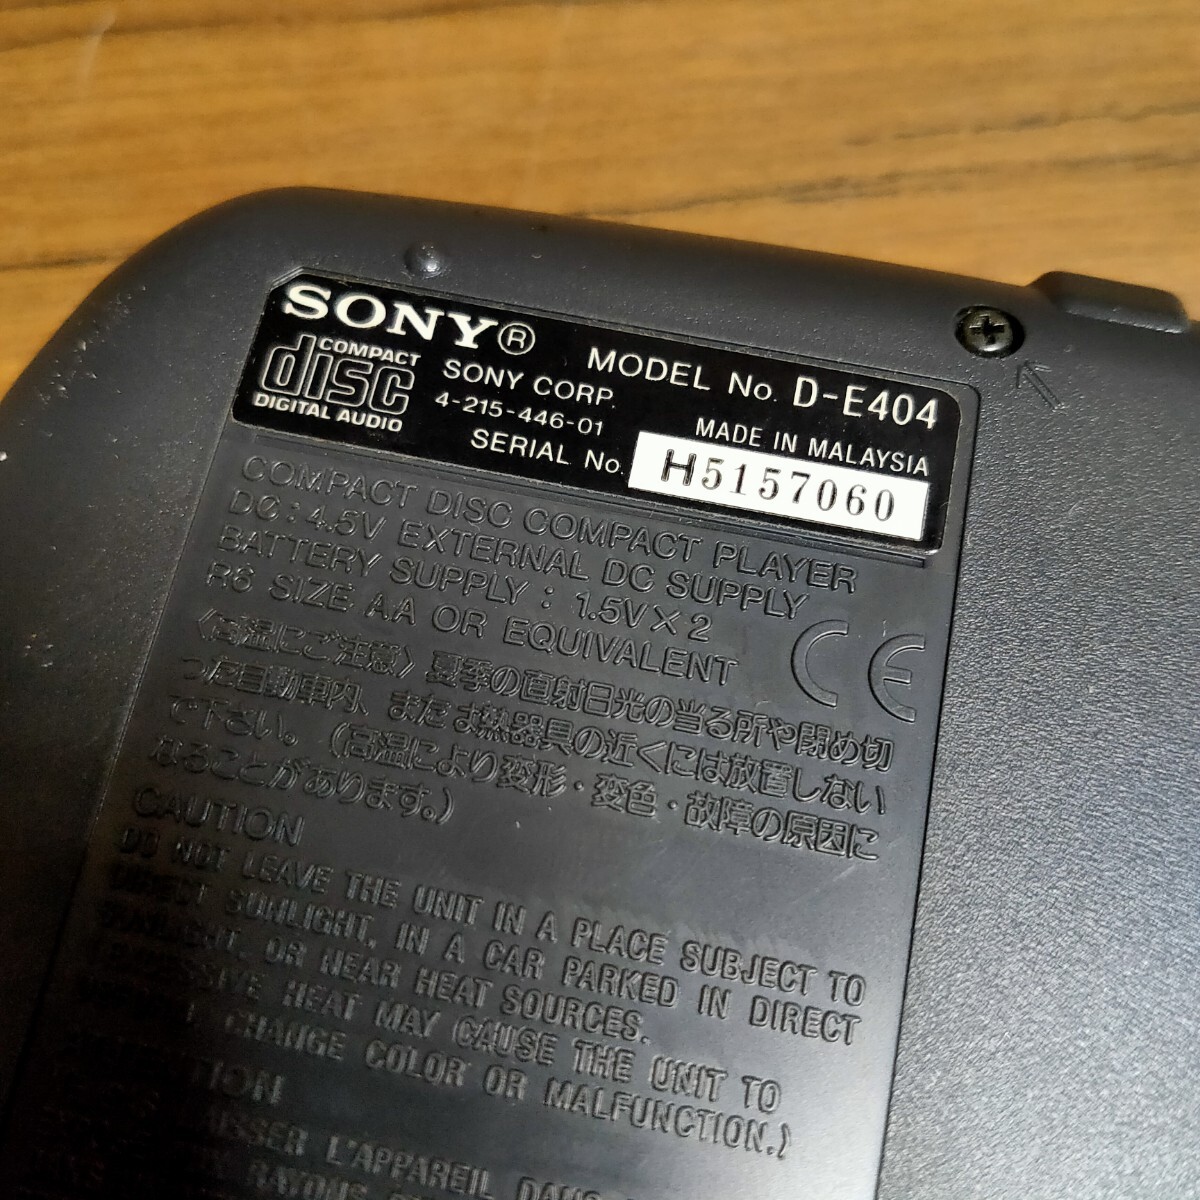 SONY®
COMPACT
disc
DIGITAL AUDIO
SONY CORP.
4-215-446-01
MODEL No. D-E404
MADE IN MALAYSIA
SERIAL No. H5157060
COMPACT DISC COMPACT PLAYER
DC : 4.5V EXTERNAL DC SUPPLY
BATTERY SUPPLY : 1.5V×2
R6 SIZE AA OR EQUIVALENT
CE
〈高温にご注意〉夏季の直射日光の当る所や閉め切
った自動車内、または熱器具の近くには放置しない
で下さい。(高温により変形・変色・故障の原因に
なることがあります。)
CAUTION
DO NOT LEAVE THE UNIT IN A PLACE SUBJECT TO
DIRECT SUNLIGHT, IN A CAR PARKED IN DIRECT
SUNLIGHT, OR NEAR HEAT SOURCES.
HEAT MAY CAUSE THE UNIT TO
CHANGE COLOR OR MALFUNCTION.)
L'APPAREIL DANS
RAYONS